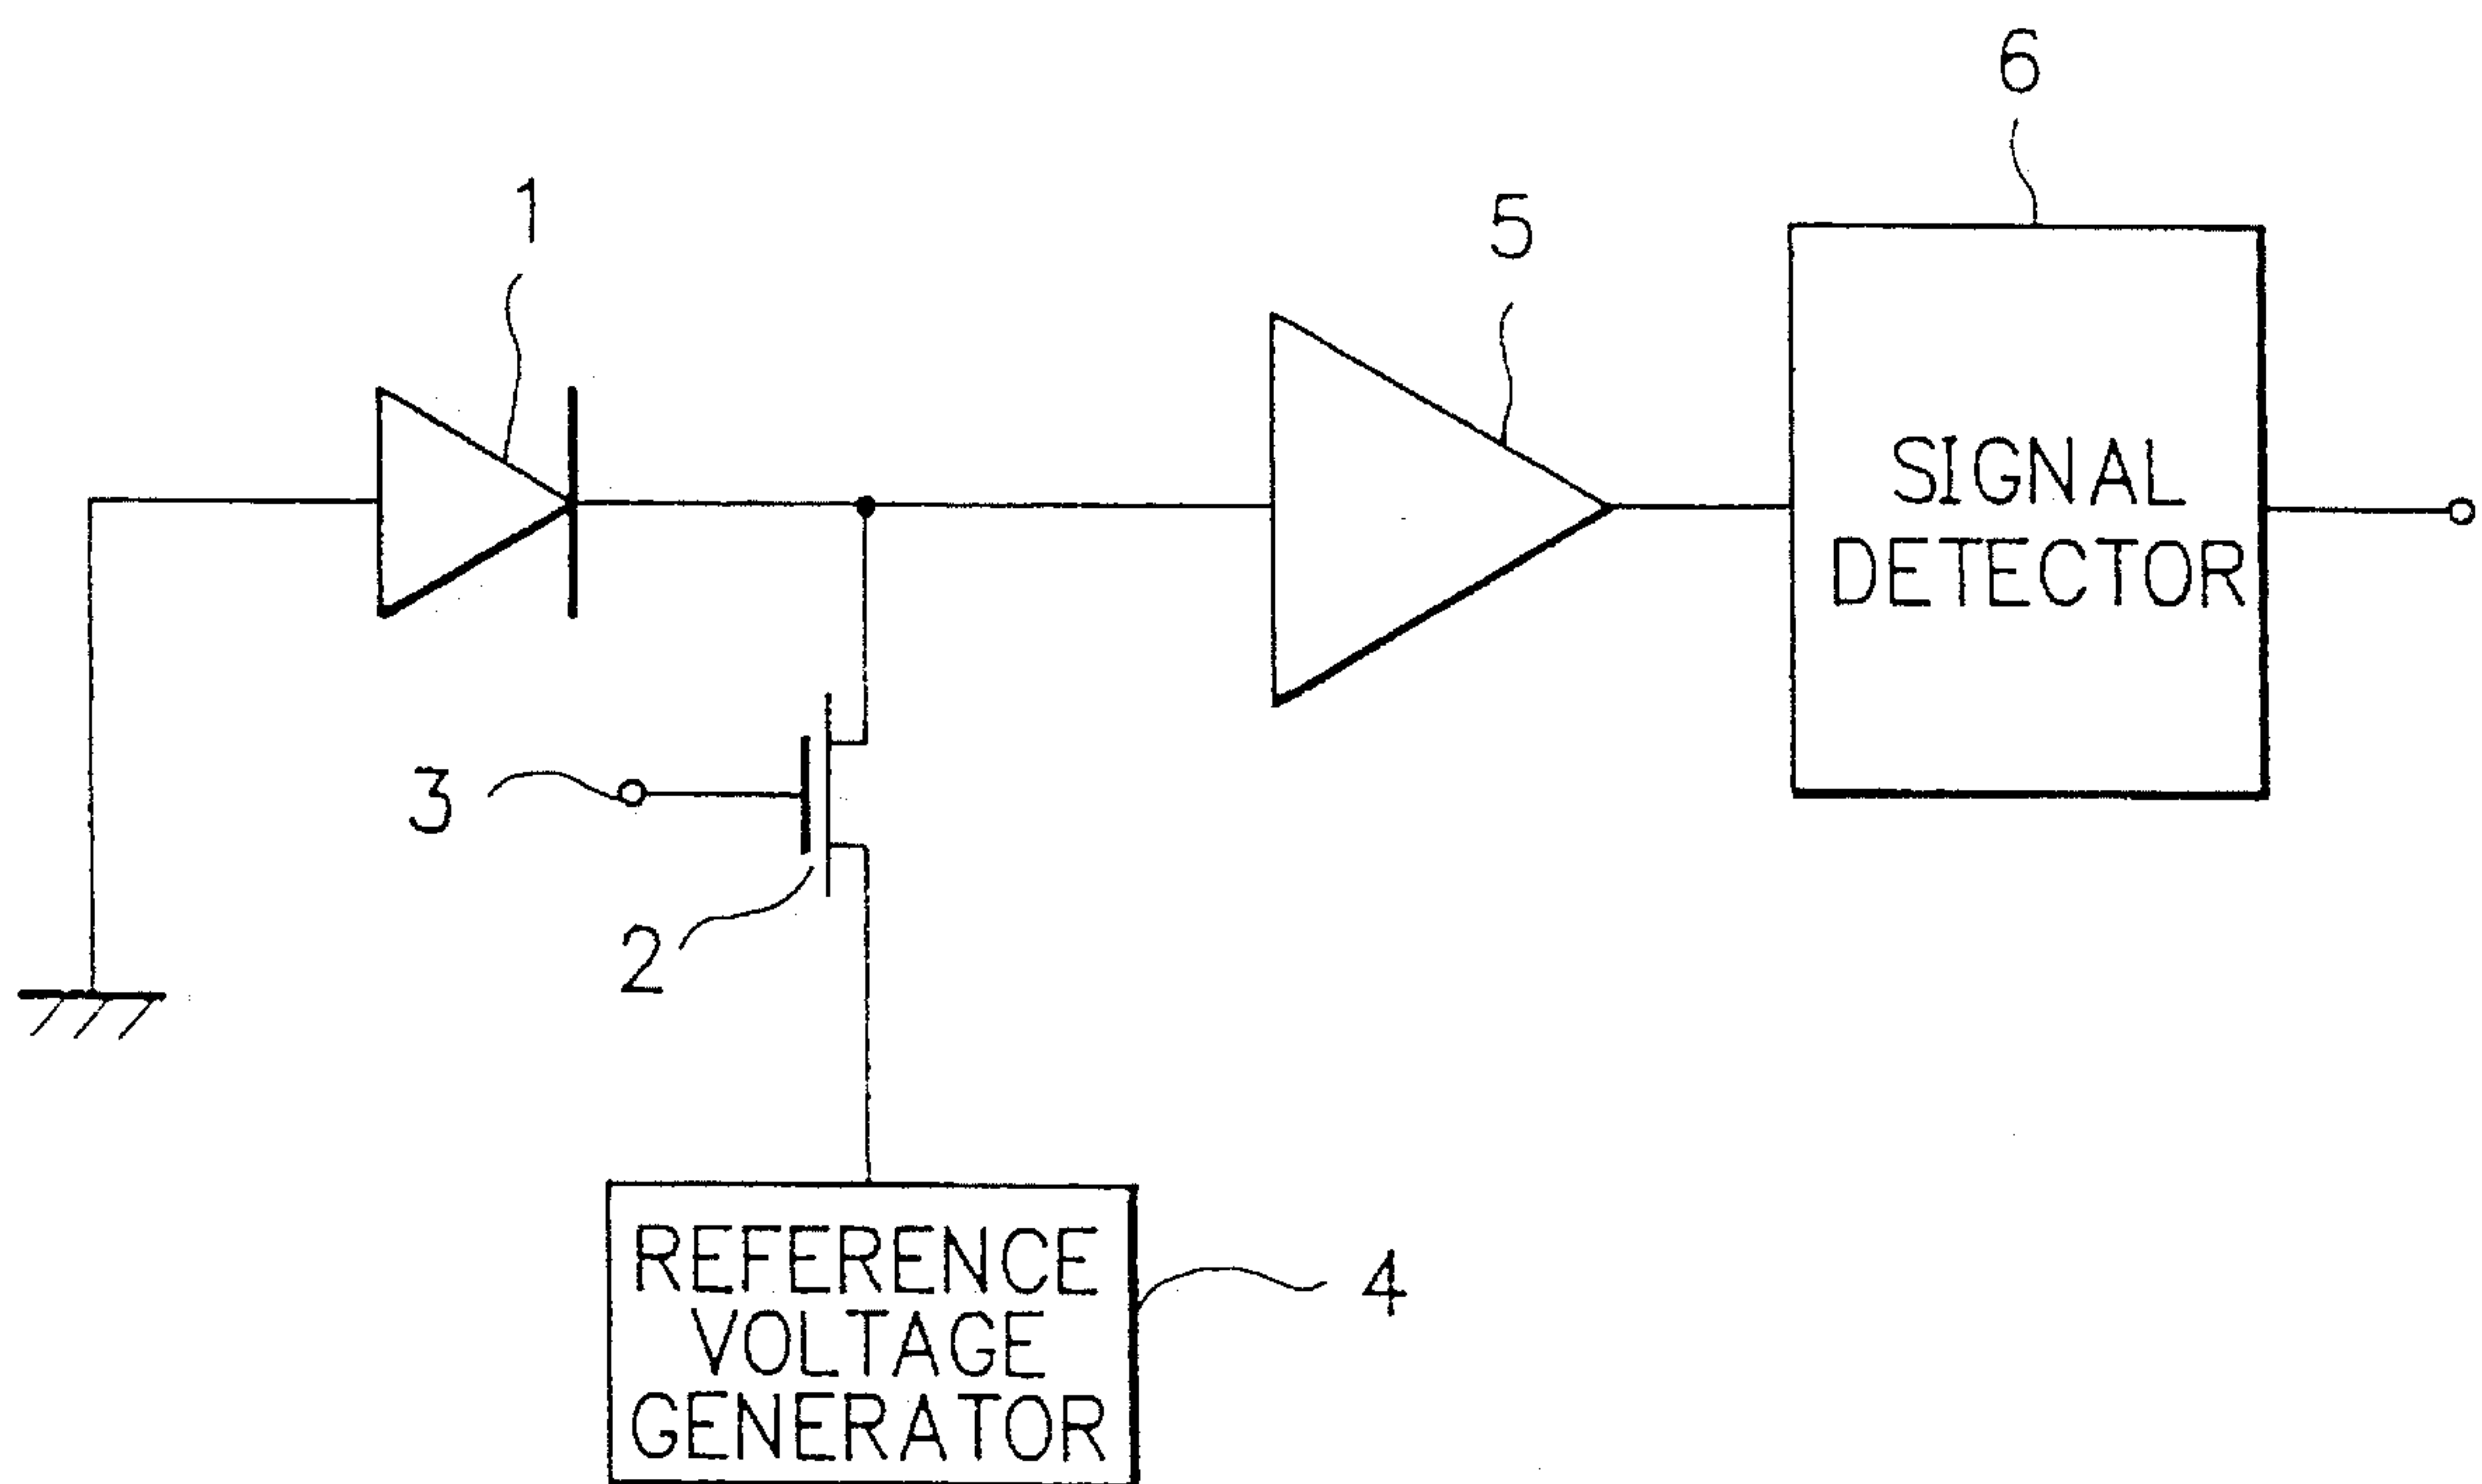 6
1
5
SIGNAL
DETECTOR
3
2
REFERENCE
VOLTAGE
GENERATOR
4